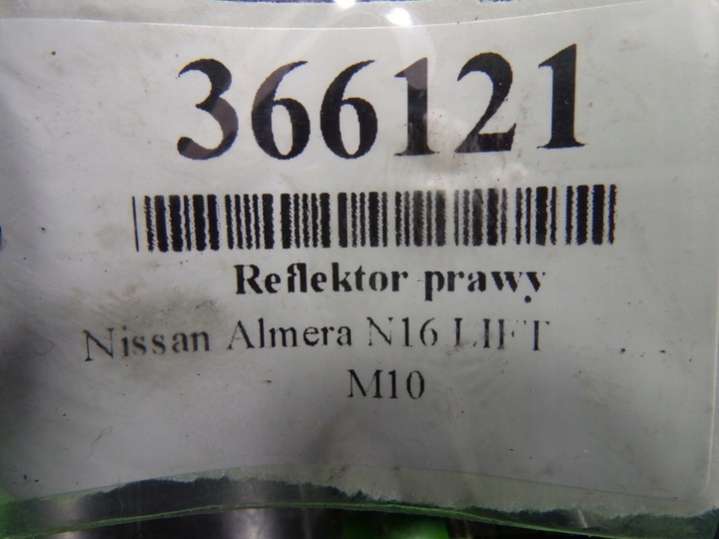 366121
Reflektor prawy
Nissan Almera N16 LIFT
M10